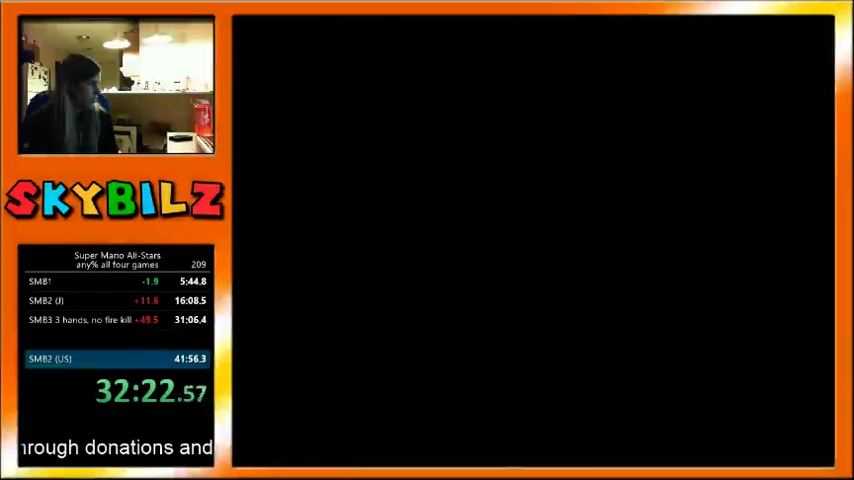 SKYBILZ
Super Mario All-Stars
any% all four games 209
SMB1 -1.9 5:44.8
SMB2 (J) +11.6 16:08.5
SMB3 3 hands, no fire kill +49.5 31:06.4
SMB2 (US) 41:56.3
32:22.57
hrough donations and